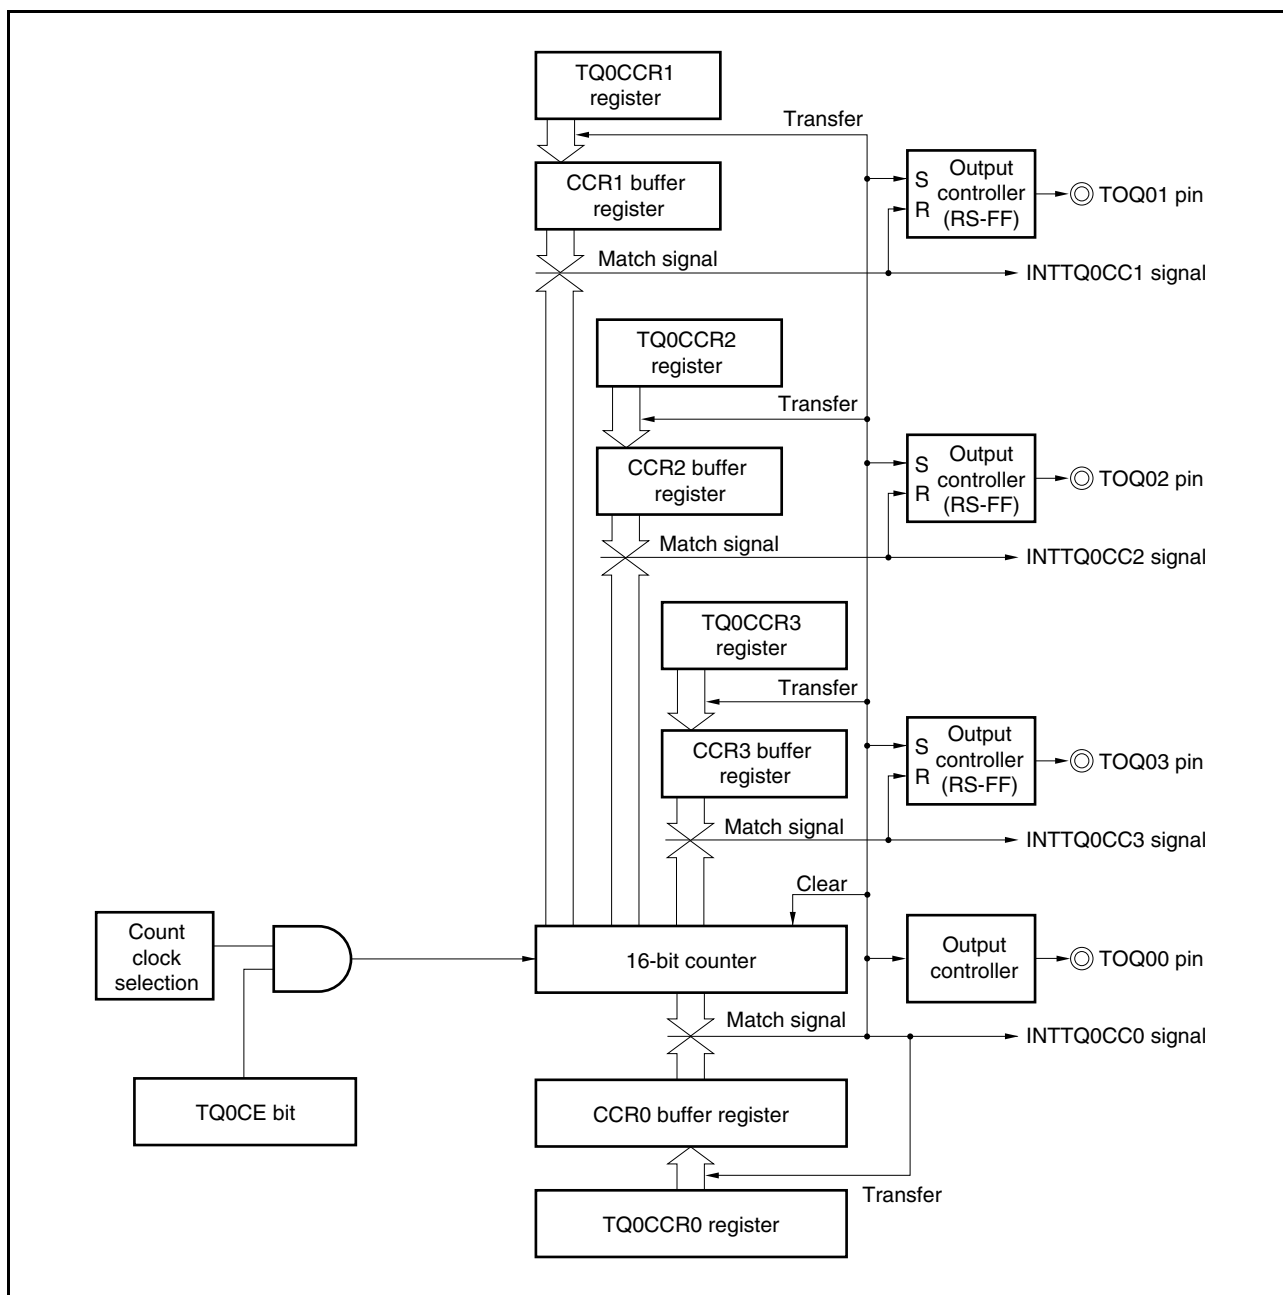 TQ0CCR1
register
Transfer
CCR1 buffer
register
S
R
Output
controller
(RS-FF)
TOQ01 pin
Match signal
INTTQ0CC1 signal
TQ0CCR2
register
Transfer
CCR2 buffer
register
S
R
Output
controller
(RS-FF)
TOQ02 pin
Match signal
INTTQ0CC2 signal
TQ0CCR3
register
Transfer
CCR3 buffer
register
S
R
Output
controller
(RS-FF)
TOQ03 pin
Match signal
INTTQ0CC3 signal
Clear
Count
clock
selection
16-bit counter
Output
controller
TOQ00 pin
Match signal
INTTQ0CC0 signal
TQ0CE bit
CCR0 buffer register
Transfer
TQ0CCR0 register